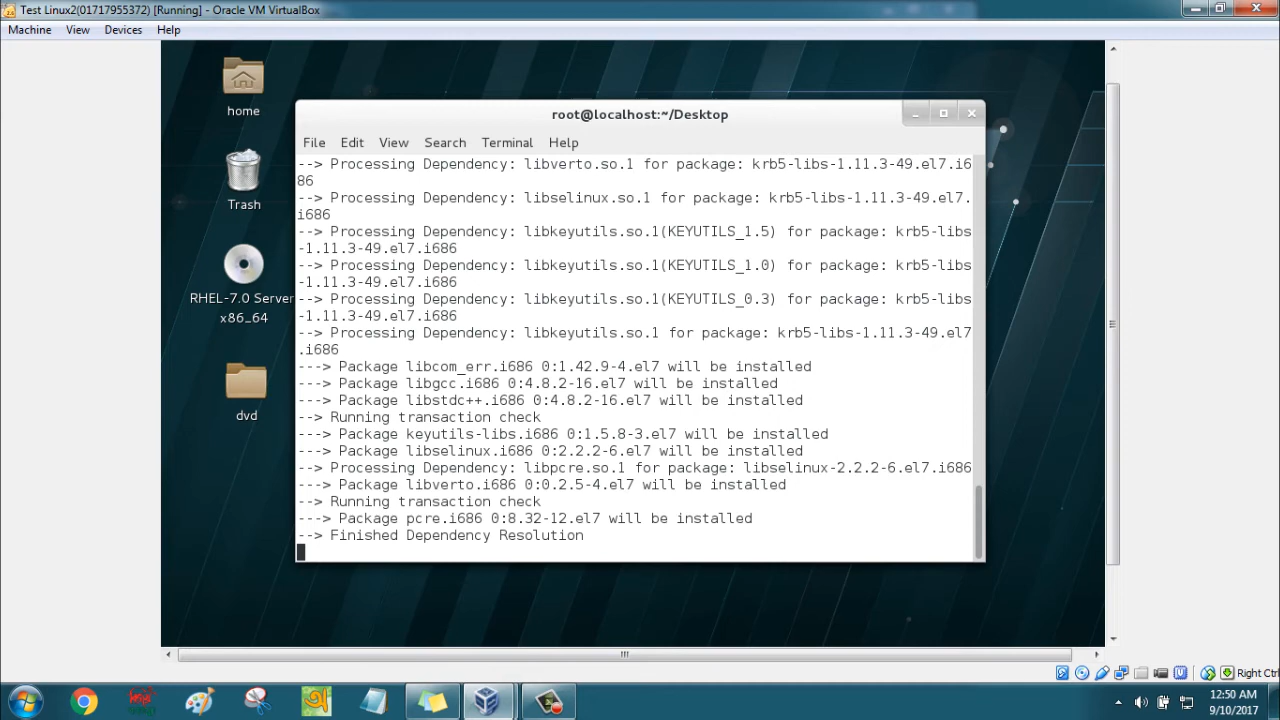 Test Linux2(01717955372) [Running] - Oracle VM VirtualBox
Machine View Devices Help
home
Trash
RHEL-7.0 Server
x86_64
dvd
root@localhost:~/Desktop
File Edit View Search Terminal Help
--> Processing Dependency: libverto.so.1 for package: krb5-libs-1.11.3-49.el7.i6
86
--> Processing Dependency: libselinux.so.1 for package: krb5-libs-1.11.3-49.el7.
i686
--> Processing Dependency: libkeyutils.so.1(KEYUTILS_1.5) for package: krb5-libs
-1.11.3-49.el7.i686
--> Processing Dependency: libkeyutils.so.1(KEYUTILS_1.0) for package: krb5-libs
-1.11.3-49.el7.i686
--> Processing Dependency: libkeyutils.so.1(KEYUTILS_0.3) for package: krb5-libs
-1.11.3-49.el7.i686
--> Processing Dependency: libkeyutils.so.1 for package: krb5-libs-1.11.3-49.el7
.i686
---> Package libcom_err.i686 0:1.42.9-4.el7 will be installed
---> Package libgcc.i686 0:4.8.2-16.el7 will be installed
---> Package libstdc++.i686 0:4.8.2-16.el7 will be installed
--> Running transaction check
---> Package keyutils-libs.i686 0:1.5.8-3.el7 will be installed
---> Package libselinux.i686 0:2.2.2-6.el7 will be installed
--> Processing Dependency: libpcre.so.1 for package: libselinux-2.2.2-6.el7.i686
---> Package libverto.i686 0:0.2.5-4.el7 will be installed
--> Running transaction check
---> Package pcre.i686 0:8.32-12.el7 will be installed
--> Finished Dependency Resolution
Right Ctrl
12:50 AM
9/10/2017